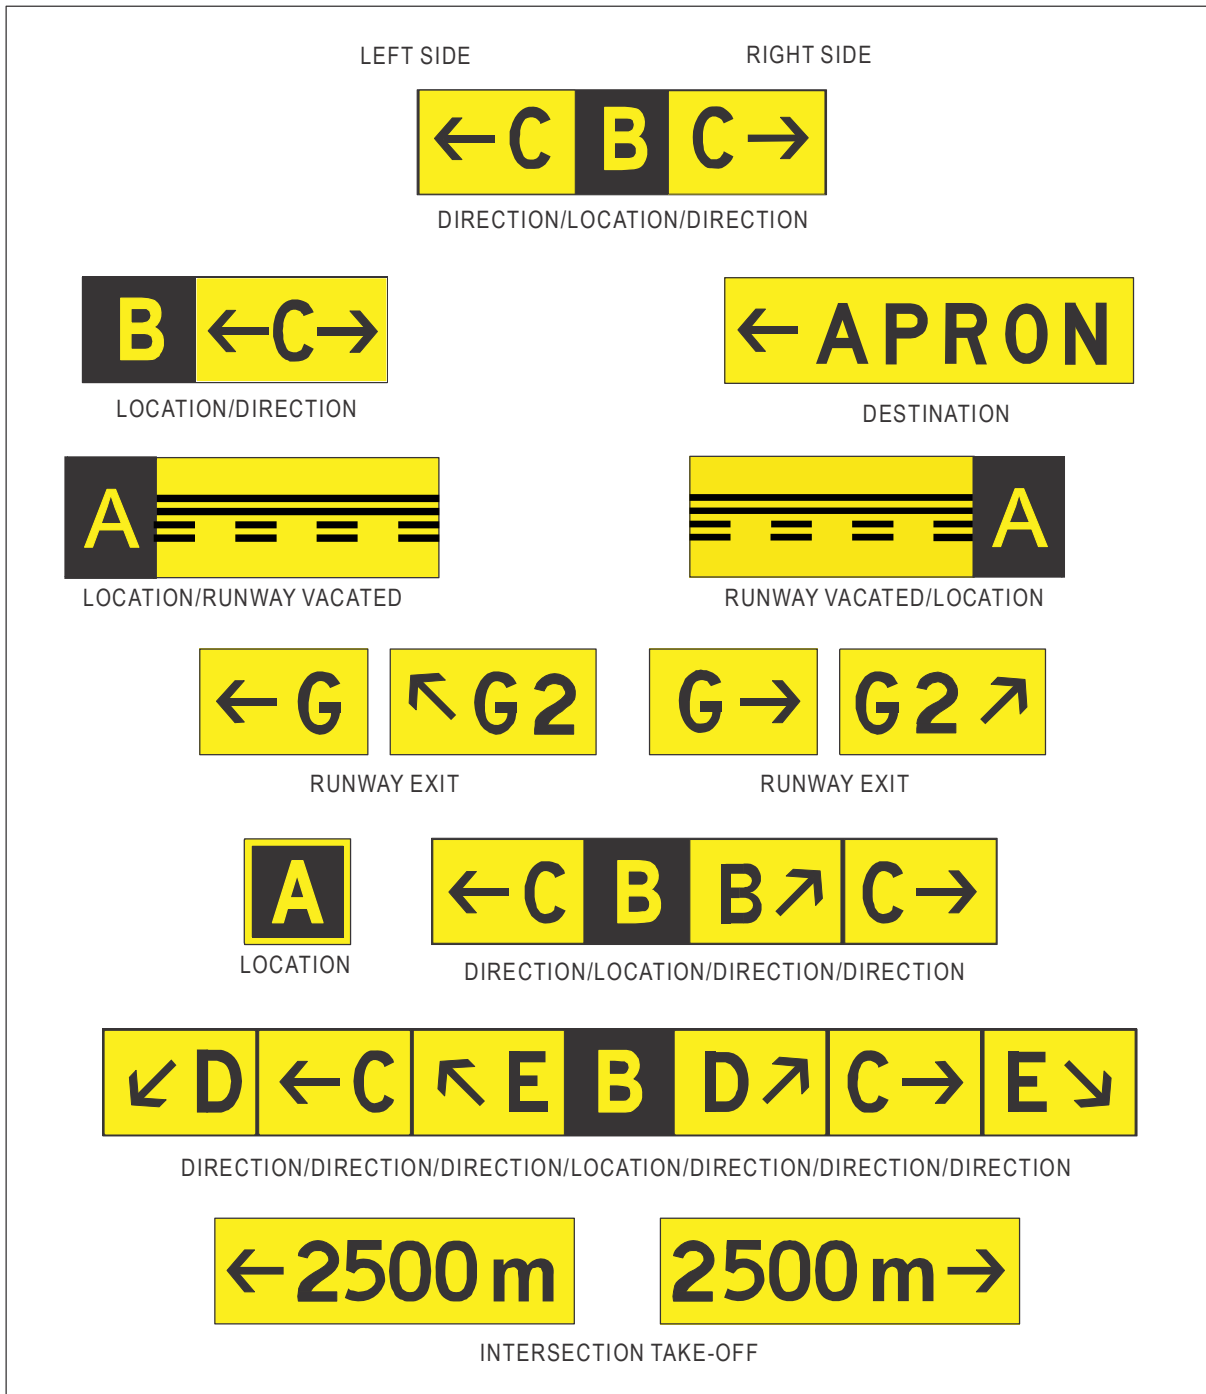 LEFT SIDE RIGHT SIDE
←C B C→
DIRECTION/LOCATION/DIRECTION
B ←C→ ← APRON
LOCATION/DIRECTION DESTINATION
A A
LOCATION/RUNWAY VACATED RUNWAY VACATED/LOCATION
← G ↖ G2 G → G2 ↗
RUNWAY EXIT RUNWAY EXIT
A ←C B B↗ C→
LOCATION DIRECTION/LOCATION/DIRECTION/DIRECTION
↙D ←C ↖E B D↗ C→ E↘
DIRECTION/DIRECTION/DIRECTION/LOCATION/DIRECTION/DIRECTION/DIRECTION
←2500m 2500m→
INTERSECTION TAKE-OFF